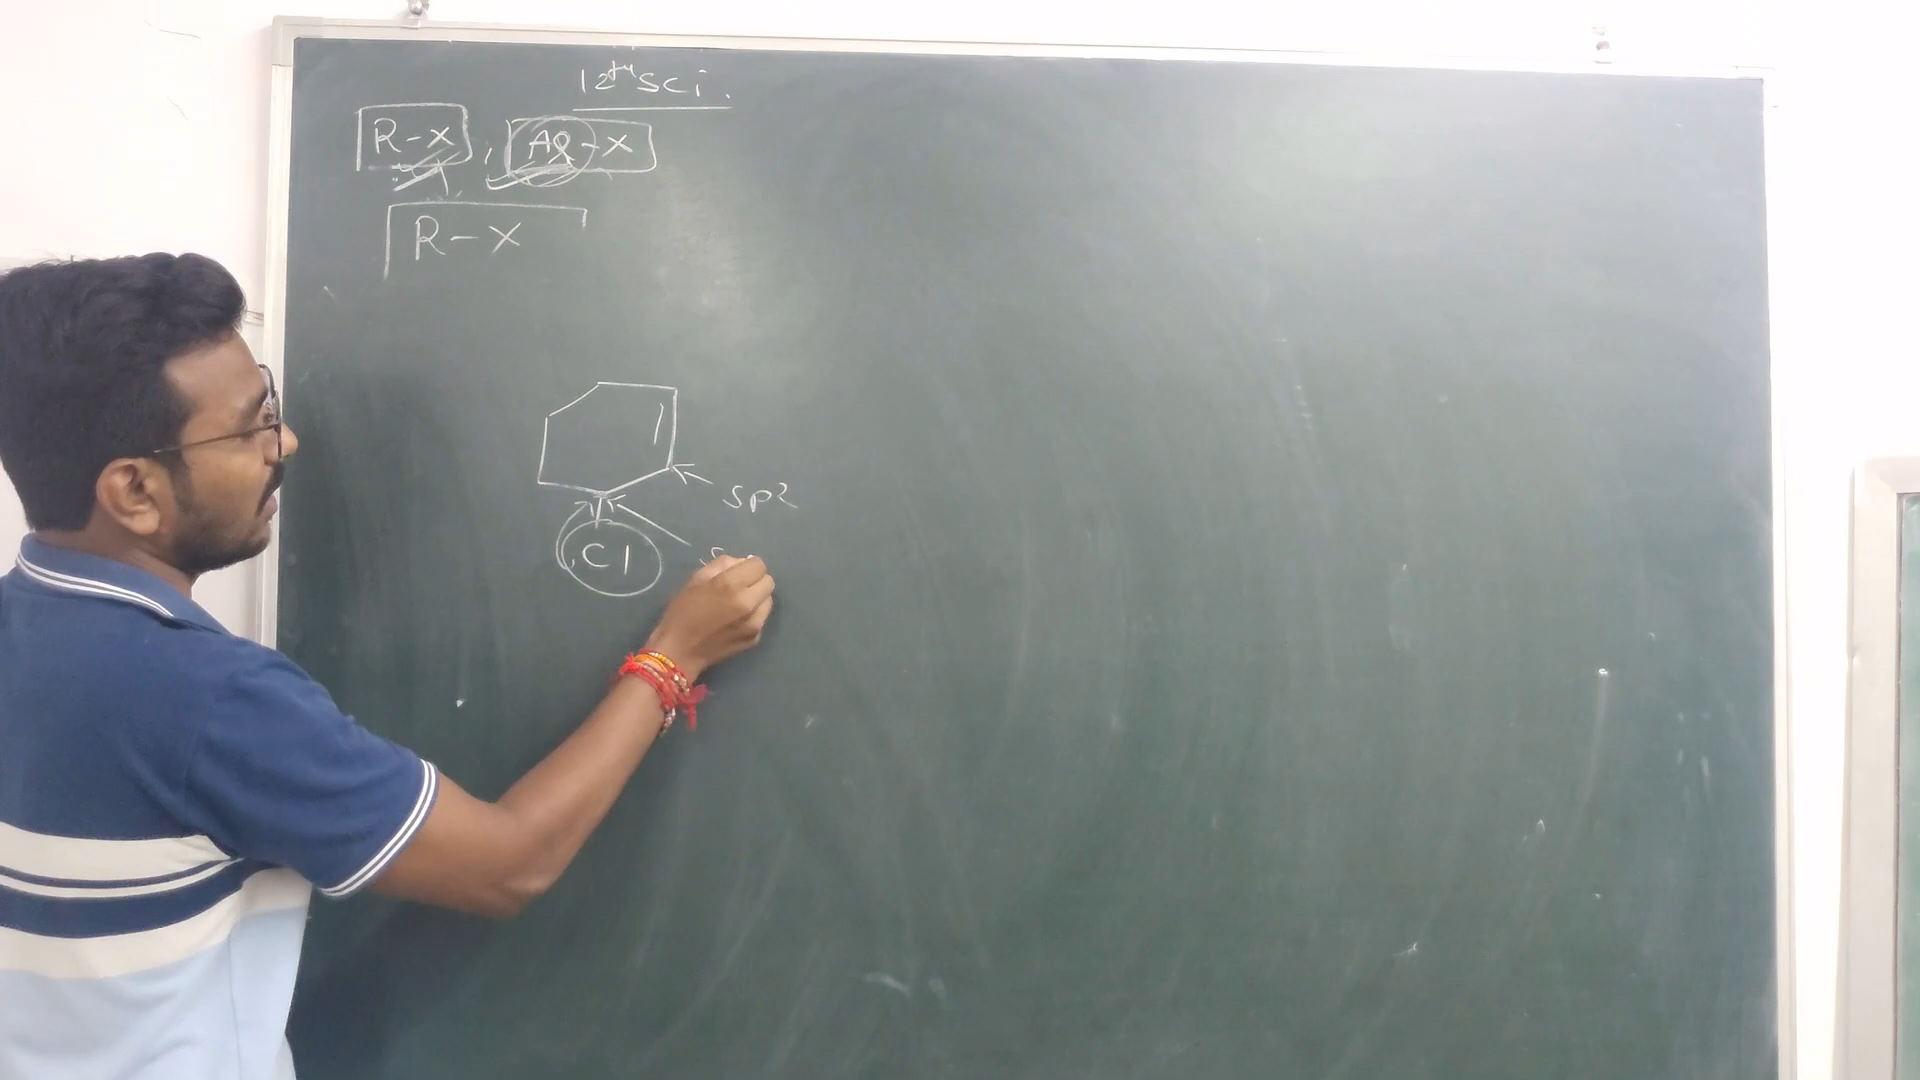 12th Sci.
R-X , AR-X
R-X
SP2
Cl